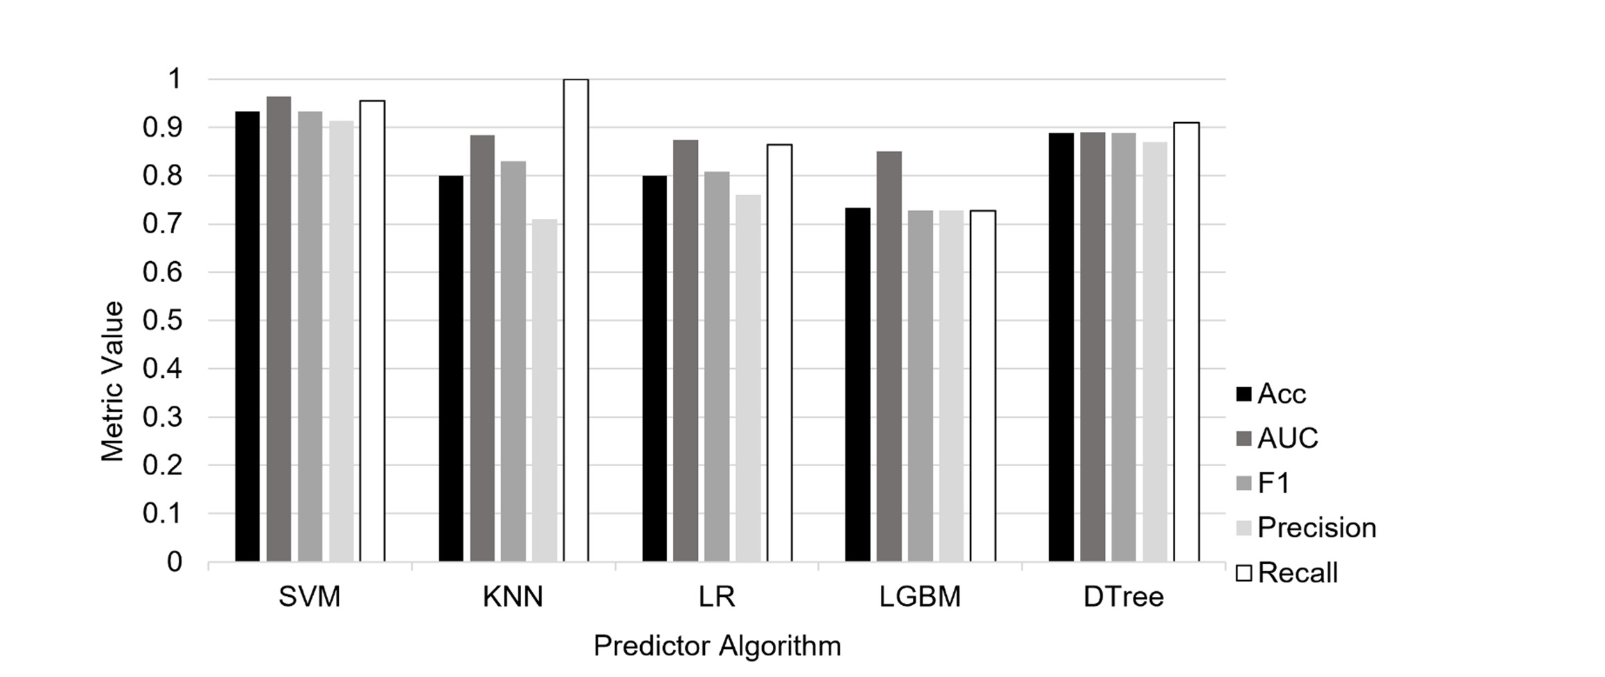 1
0.9
0.8
0.7
0.6
0.5
0.4
0.3
0.2
0.1
0
Metric Value
SVM
KNN
LR
LGBM
DTree
Predictor Algorithm
Acc
AUC
F1
Precision
Recall